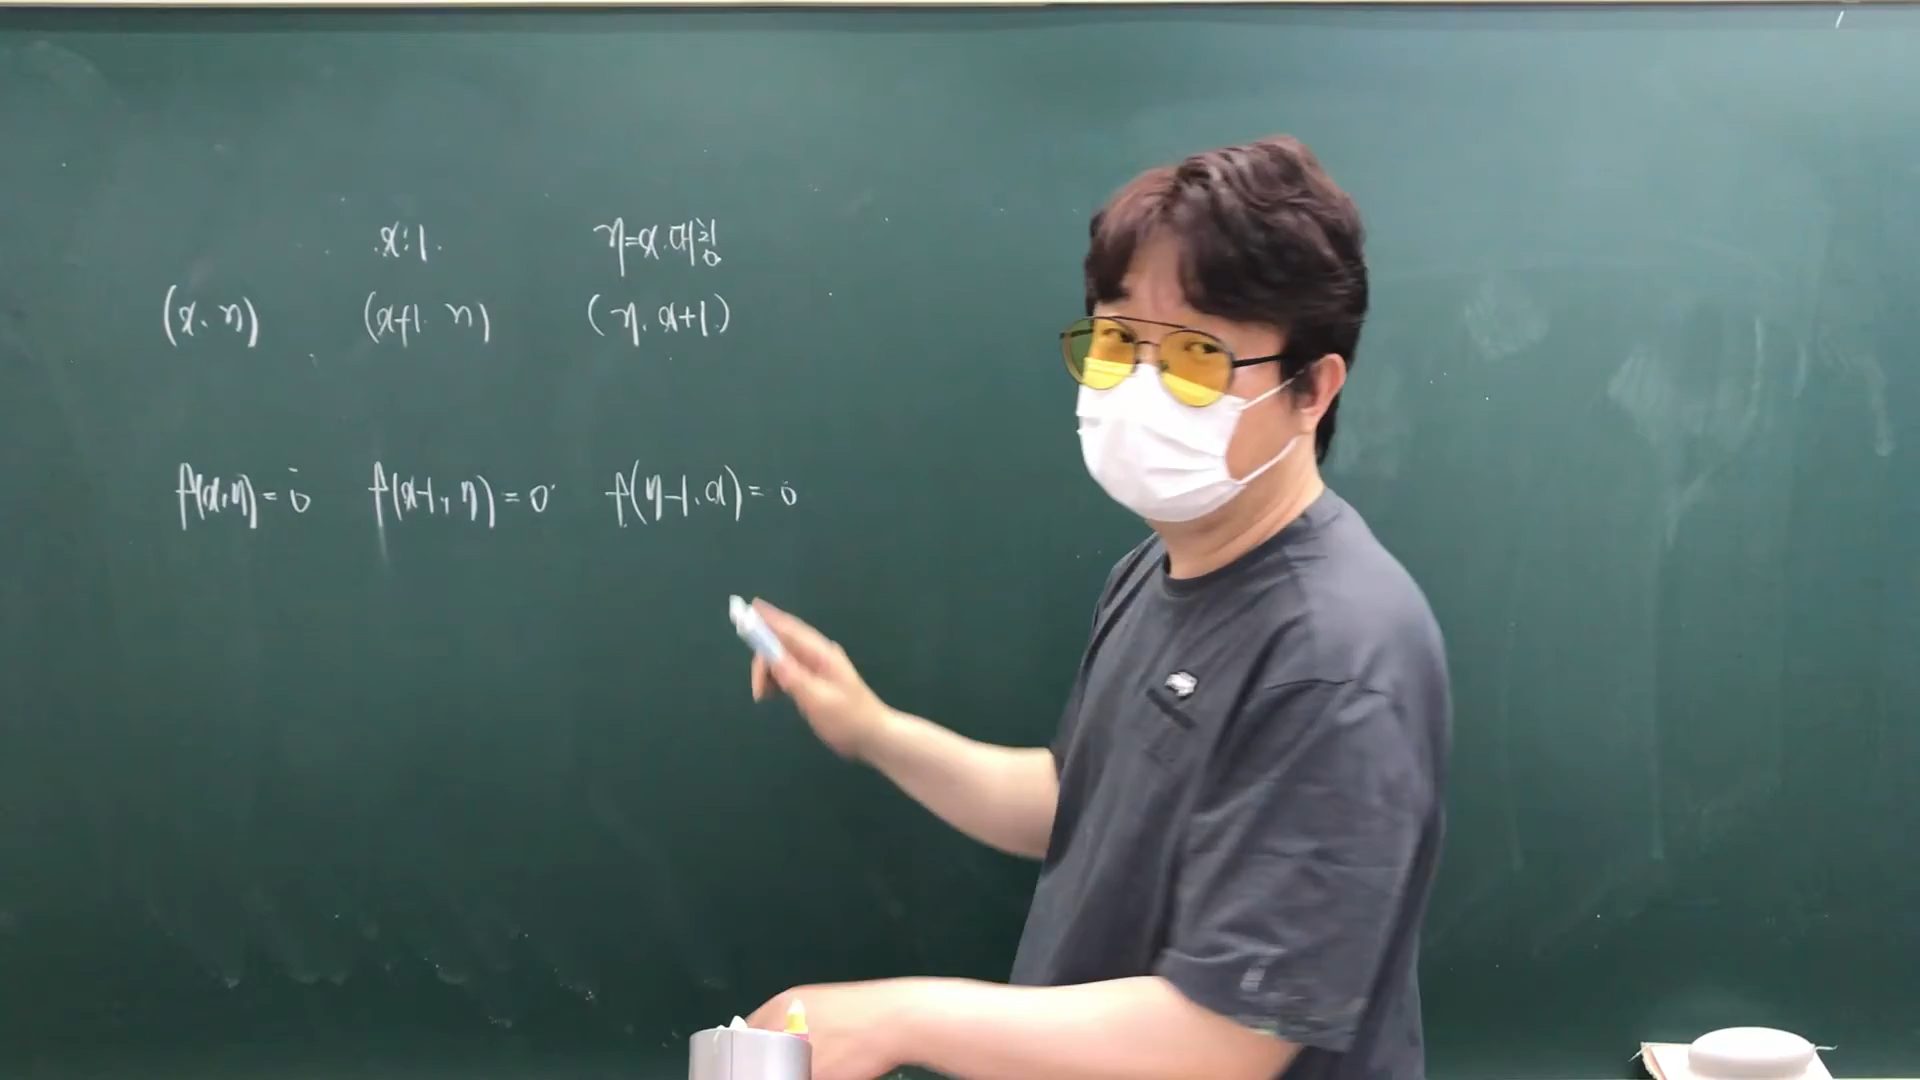 x:1. y=x.대칭
(x, y) (x+1. y) (y. x+1.)
f(x,y)=0 f(x-1, y)=0 f(y-1, x)=0